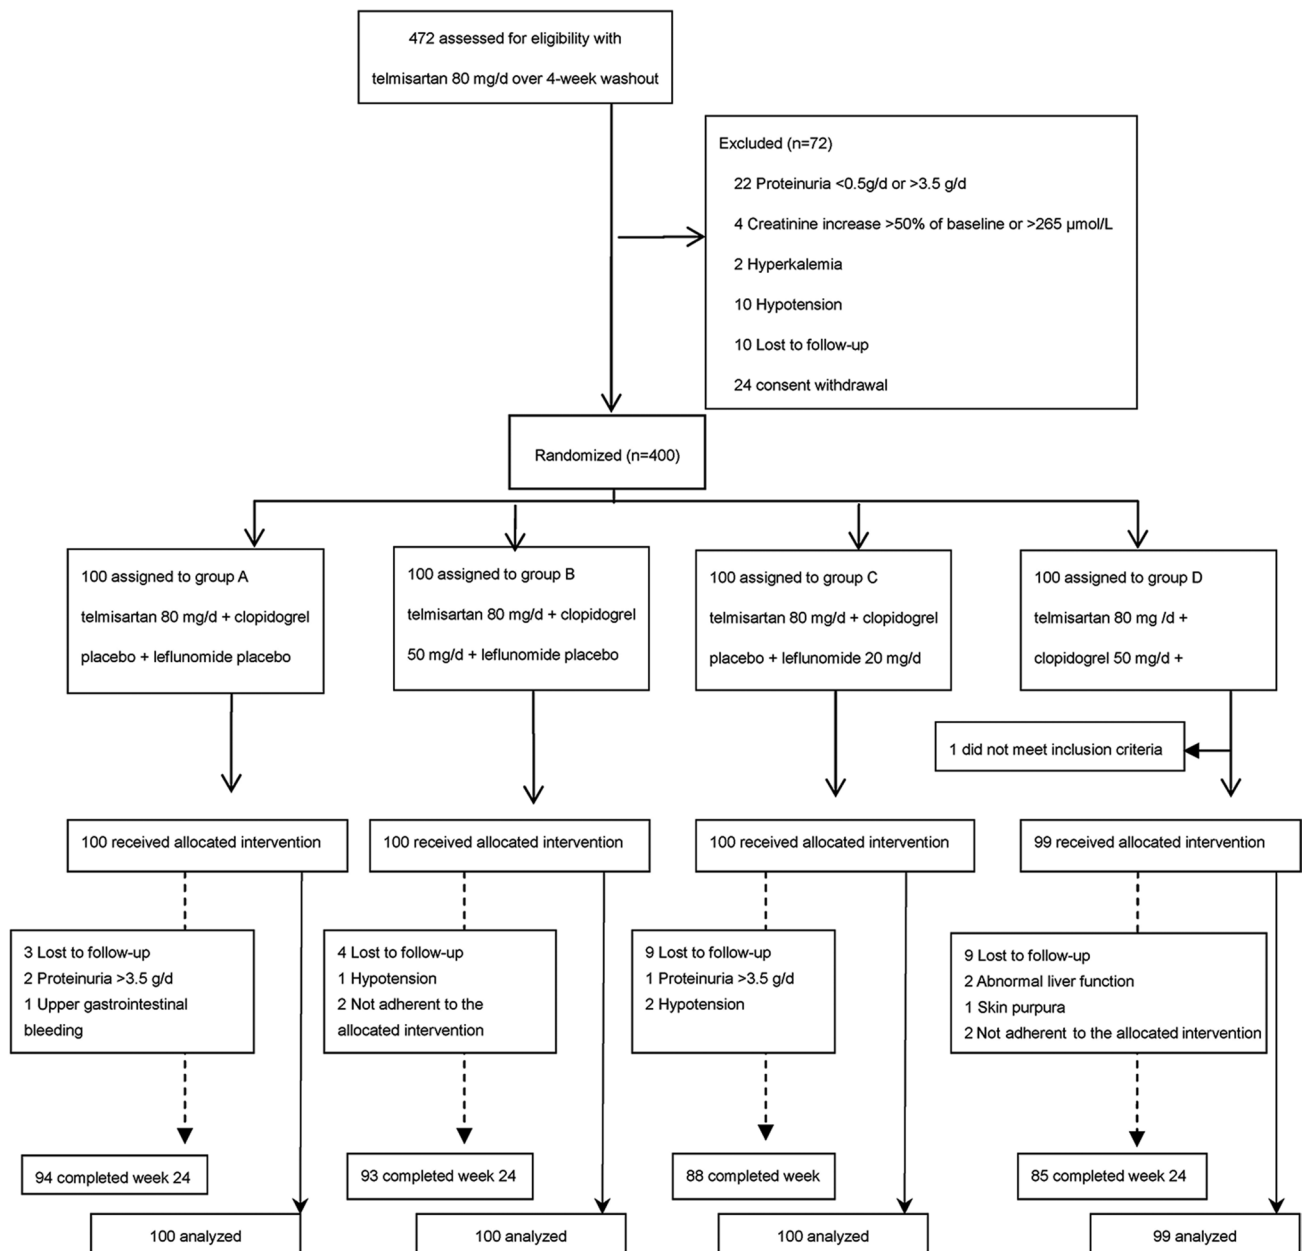 472 assessed for eligibility with
telmisartan 80 mg/d over 4-week washout
Excluded (n=72)
22 Proteinuria <0.5g/d or >3.5 g/d
4 Creatinine increase >50% of baseline or >265 μmol/L
2 Hyperkalemia
10 Hypotension
10 Lost to follow-up
24 consent withdrawal
Randomized (n=400)
100 assigned to group A
telmisartan 80 mg/d + clopidogrel
placebo + leflunomide placebo
100 assigned to group B
telmisartan 80 mg/d + clopidogrel
50 mg/d + leflunomide placebo
100 assigned to group C
telmisartan 80 mg/d + clopidogrel
placebo + leflunomide 20 mg/d
100 assigned to group D
telmisartan 80 mg /d +
clopidogrel 50 mg/d +
1 did not meet inclusion criteria
100 received allocated intervention
100 received allocated intervention
100 received allocated intervention
99 received allocated intervention
3 Lost to follow-up
2 Proteinuria >3.5 g/d
1 Upper gastrointestinal
bleeding
4 Lost to follow-up
1 Hypotension
2 Not adherent to the
allocated intervention
9 Lost to follow-up
1 Proteinuria >3.5 g/d
2 Hypotension
9 Lost to follow-up
2 Abnormal liver function
1 Skin purpura
2 Not adherent to the allocated intervention
94 completed week 24
93 completed week 24
88 completed week
85 completed week 24
100 analyzed
100 analyzed
100 analyzed
99 analyzed